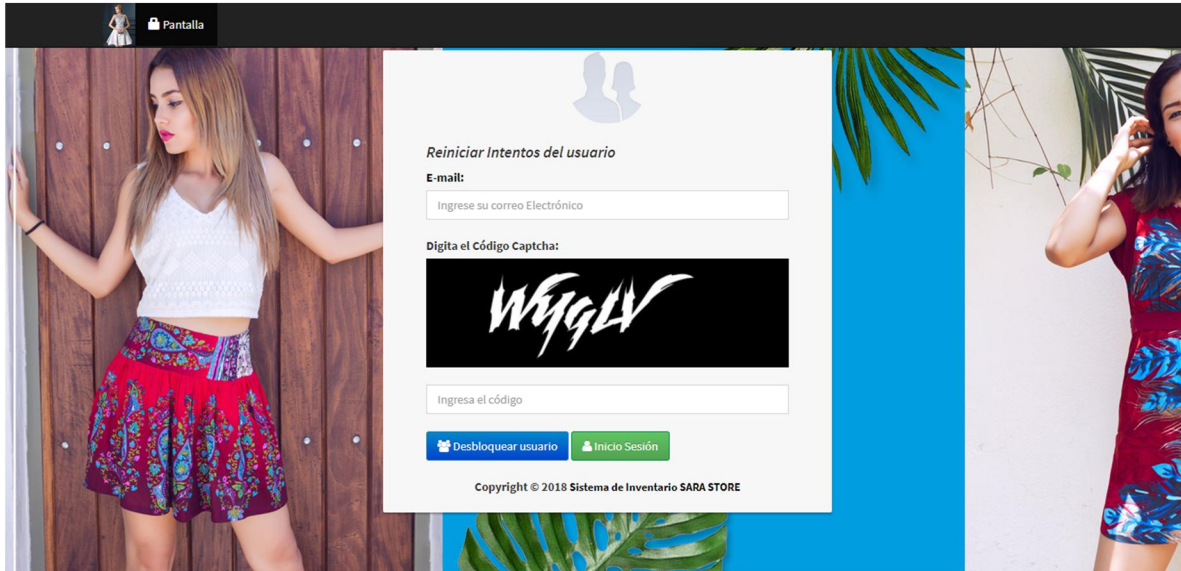 Pantalla
Reiniciar Intentos del usuario
E-mail:
Ingrese su correo Electrónico
Digita el Código Captcha:
WyglV
Ingresa el código
Desbloquear usuario
Inicio Sesión
Copyright © 2018 Sistema de Inventario SARA STORE